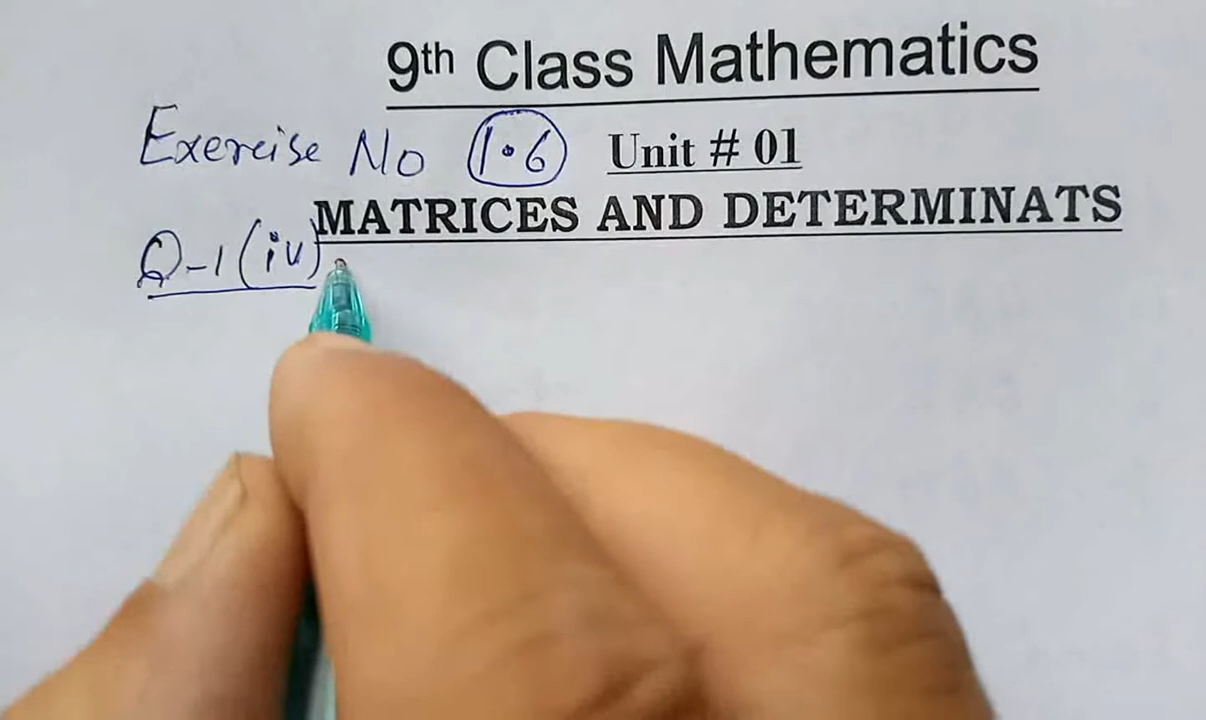 9th Class Mathematics
Exercise No 1.6 Unit # 01
MATRICES AND DETERMINATS
Q-1 (iv)